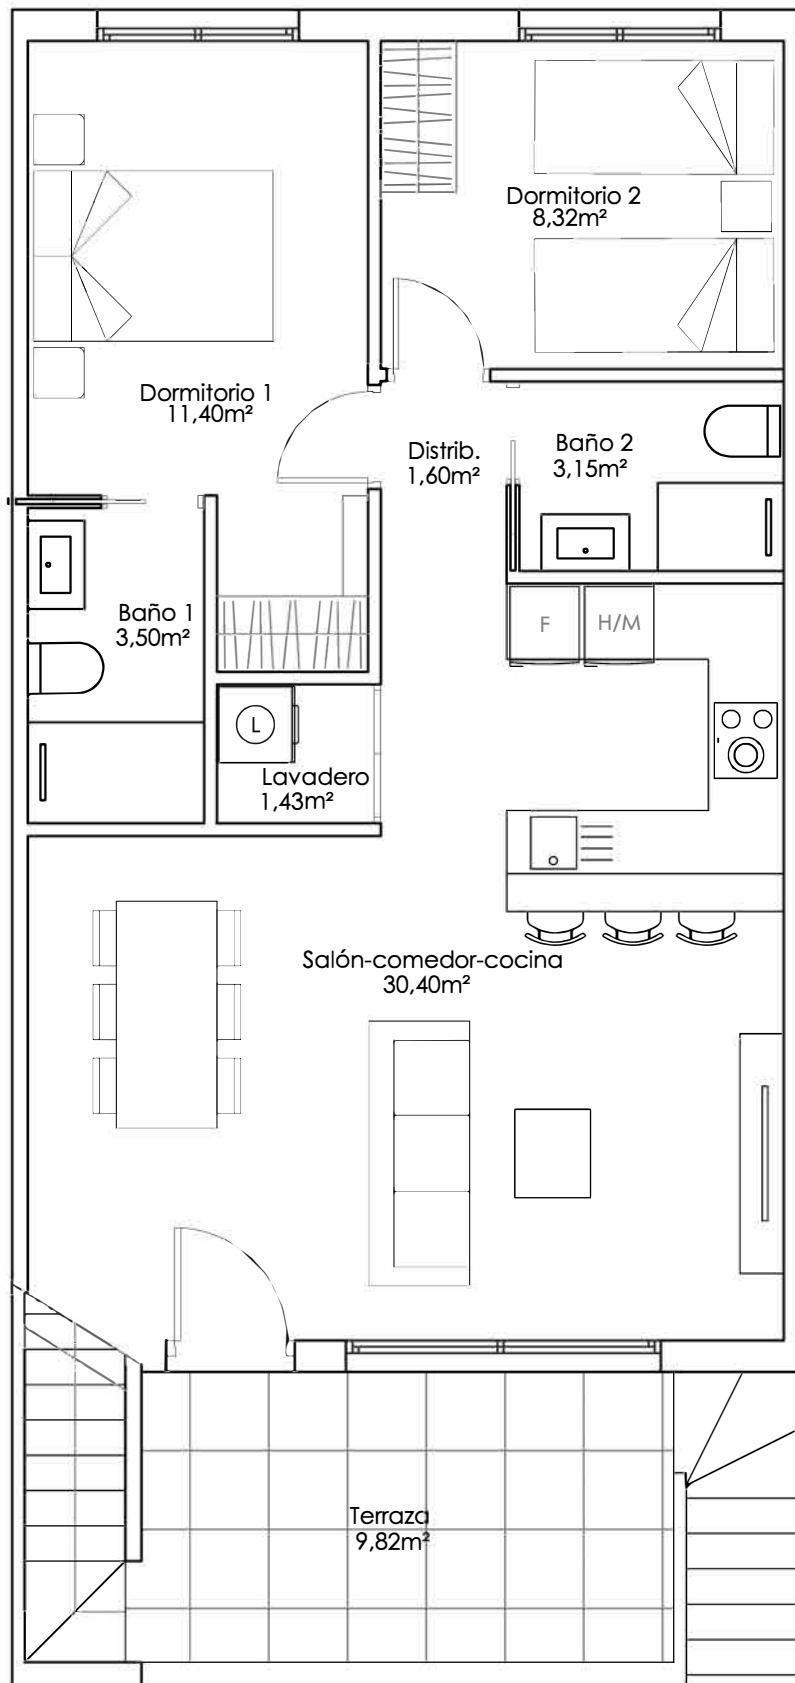 Dormitorio 2
8,32m²
Dormitorio 1
11,40m²
Distrib.
1,60m²
Baño 2
3,15m²
Baño 1
3,50m²
F
H/M
L
Lavadero
1,43m²
Salón-comedor-cocina
30,40m²
Terraza
9,82m²